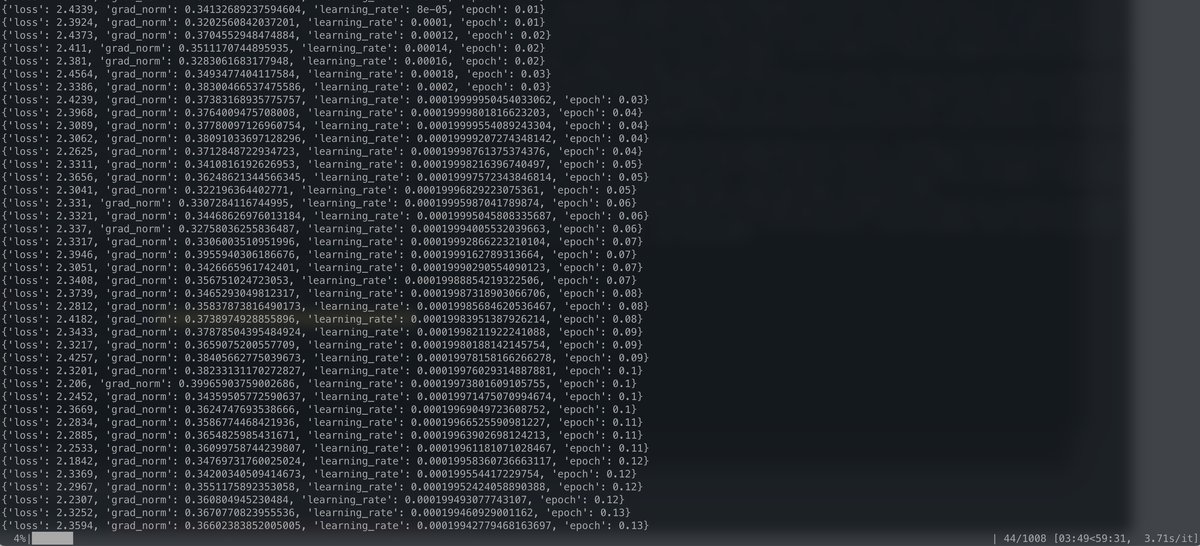 {'loss': 2.4339, 'grad_norm': 0.34132689237594604, 'learning_rate': 8e-05, 'epoch': 0.01}
{'loss': 2.3924, 'grad_norm': 0.3202560842037201, 'learning_rate': 0.0001, 'epoch': 0.01}
{'loss': 2.4373, 'grad_norm': 0.3704552948474884, 'learning_rate': 0.00012, 'epoch': 0.02}
{'loss': 2.411, 'grad_norm': 0.3511170744895935, 'learning_rate': 0.00014, 'epoch': 0.02}
{'loss': 2.381, 'grad_norm': 0.3283061683177948, 'learning_rate': 0.00016, 'epoch': 0.02}
{'loss': 2.4564, 'grad_norm': 0.3493477404117584, 'learning_rate': 0.00018, 'epoch': 0.03}
{'loss': 2.3386, 'grad_norm': 0.38300466537475586, 'learning_rate': 0.0002, 'epoch': 0.03}
{'loss': 2.4239, 'grad_norm': 0.37383168935775757, 'learning_rate': 0.00019999950454033062, 'epoch': 0.03}
{'loss': 2.3968, 'grad_norm': 0.3764009475708008, 'learning_rate': 0.00019999801816623203, 'epoch': 0.04}
{'loss': 2.3089, 'grad_norm': 0.37780097126960754, 'learning_rate': 0.00019999554089243304, 'epoch': 0.04}
{'loss': 2.3062, 'grad_norm': 0.38091033697128296, 'learning_rate': 0.00019999207274348142, 'epoch': 0.04}
{'loss': 2.2625, 'grad_norm': 0.3712848722934723, 'learning_rate': 0.00019998761375374376, 'epoch': 0.04}
{'loss': 2.3311, 'grad_norm': 0.3410816192626953, 'learning_rate': 0.00019998216396740497, 'epoch': 0.05}
{'loss': 2.3656, 'grad_norm': 0.36248621344566345, 'learning_rate': 0.00019997572343846814, 'epoch': 0.05}
{'loss': 2.3041, 'grad_norm': 0.322196364402771, 'learning_rate': 0.00019996829223075361, 'epoch': 0.05}
{'loss': 2.331, 'grad_norm': 0.3307284116744995, 'learning_rate': 0.00019995987041789874, 'epoch': 0.06}
{'loss': 2.3321, 'grad_norm': 0.34468626976013184, 'learning_rate': 0.00019995045808335687, 'epoch': 0.06}
{'loss': 2.337, 'grad_norm': 0.32758036255836487, 'learning_rate': 0.00019994005532039663, 'epoch': 0.06}
{'loss': 2.3317, 'grad_norm': 0.3306003510951996, 'learning_rate': 0.00019992866223210104, 'epoch': 0.07}
{'loss': 2.3946, 'grad_norm': 0.3955940306186676, 'learning_rate': 0.0001999162789313664, 'epoch': 0.07}
{'loss': 2.3051, 'grad_norm': 0.3426665961742401, 'learning_rate': 0.00019990290554090123, 'epoch': 0.07}
{'loss': 2.3408, 'grad_norm': 0.356751024723053, 'learning_rate': 0.00019988854219322506, 'epoch': 0.07}
{'loss': 2.3739, 'grad_norm': 0.3465293049812317, 'learning_rate': 0.00019987318903066706, 'epoch': 0.08}
{'loss': 2.2812, 'grad_norm': 0.3583787381649017, 'learning_rate': 0.00019985684620536467, 'epoch': 0.08}
{'loss': 2.4182, 'grad_norm': 0.3738974928855896, 'learning_rate': 0.00019983951387926214, 'epoch': 0.08}
{'loss': 2.3433, 'grad_norm': 0.37878504395484924, 'learning_rate': 0.0001998211922241088, 'epoch': 0.09}
{'loss': 2.3217, 'grad_norm': 0.3659075200557709, 'learning_rate': 0.00019980188142145754, 'epoch': 0.09}
{'loss': 2.4257, 'grad_norm': 0.38405662775039673, 'learning_rate': 0.00019978158166266278, 'epoch': 0.09}
{'loss': 2.3201, 'grad_norm': 0.38233131170272827, 'learning_rate': 0.00019976029314887881, 'epoch': 0.1}
{'loss': 2.206, 'grad_norm': 0.39965903759002686, 'learning_rate': 0.00019973801609105755, 'epoch': 0.1}
{'loss': 2.2452, 'grad_norm': 0.34359505772590637, 'learning_rate': 0.00019971475070994674, 'epoch': 0.1}
{'loss': 2.3669, 'grad_norm': 0.3624747693538666, 'learning_rate': 0.00019969049723608752, 'epoch': 0.1}
{'loss': 2.2834, 'grad_norm': 0.3586774468421936, 'learning_rate': 0.00019966525590981227, 'epoch': 0.11}
{'loss': 2.2885, 'grad_norm': 0.3654825985431671, 'learning_rate': 0.00019963902698124213, 'epoch': 0.11}
{'loss': 2.2533, 'grad_norm': 0.36099758744239807, 'learning_rate': 0.00019961181071028467, 'epoch': 0.11}
{'loss': 2.1842, 'grad_norm': 0.34769731760025024, 'learning_rate': 0.00019958360736663117, 'epoch': 0.12}
{'loss': 2.3369, 'grad_norm': 0.34200340509414673, 'learning_rate': 0.0001995544172​29754, 'epoch': 0.12}
{'loss': 2.2967, 'grad_norm': 0.3551175892353058, 'learning_rate': 0.00019952424058890388, 'epoch': 0.12}
{'loss': 2.2307, 'grad_norm': 0.360804945230484, 'learning_rate': 0.000199493077743107, 'epoch': 0.12}
{'loss': 2.3252, 'grad_norm': 0.3670770823955536, 'learning_rate': 0.000199460929001162, 'epoch': 0.13}
{'loss': 2.3594, 'grad_norm': 0.36602383852005005, 'learning_rate': 0.00019942779468163697, 'epoch': 0.13}
4%| | 44/1008 [03:49<59:31, 3.71s/it]